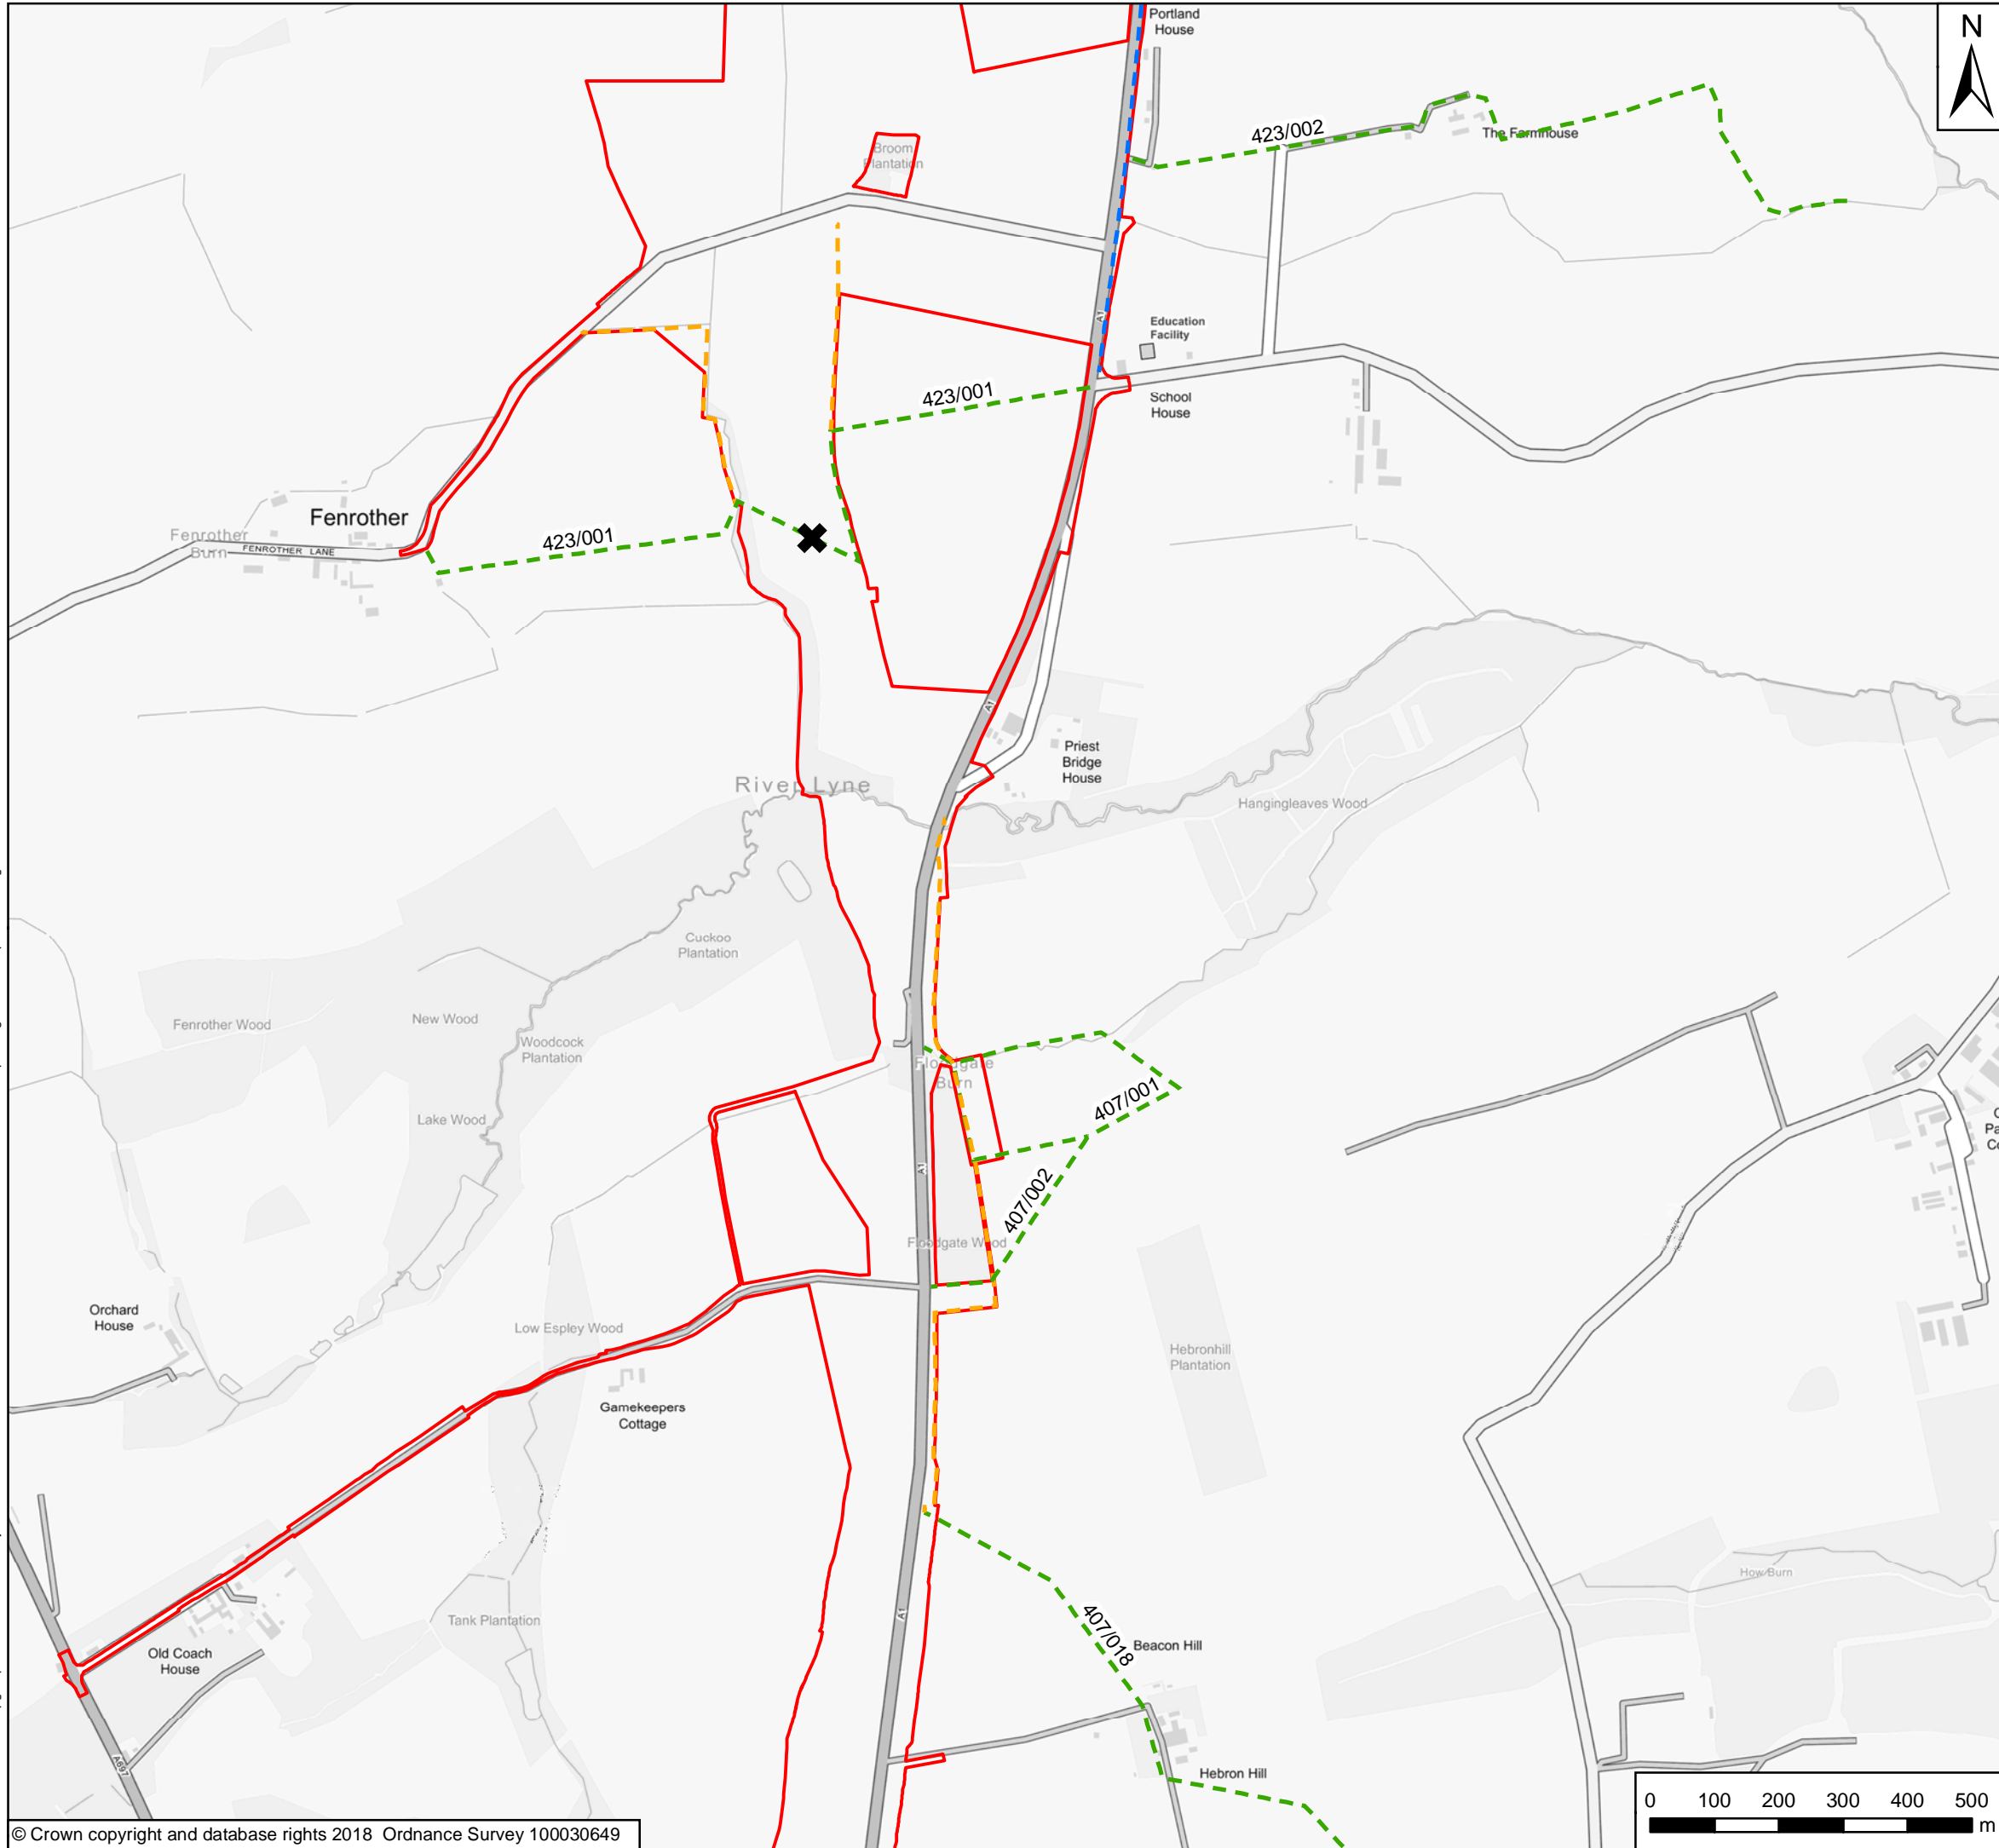 Portland
House
N
423/002
The Farmhouse
Broom
Plantation
A1
Education
Facility
423/001
School
House
Fenrother
Fenrother
Burn
FENROTHER LANE
423/001
A1
Priest
Bridge
House
River Lyne
Hangingleaves Wood
Cuckoo
Plantation
Fenrother Wood
New Wood
Woodcock
Plantation
Floodgate
Burn
407/001
Lake Wood
A1
407/002
Floodgate Wood
Orchard
House
Low Espley Wood
Hebronhill
Plantation
Gamekeepers
Cottage
How Burn
Tank Plantation
A1
407/018
Beacon Hill
Old Coach
House
A697
Hebron Hill
0 100 200 300 400 500
m
© Crown copyright and database rights 2018 Ordnance Survey 100030649